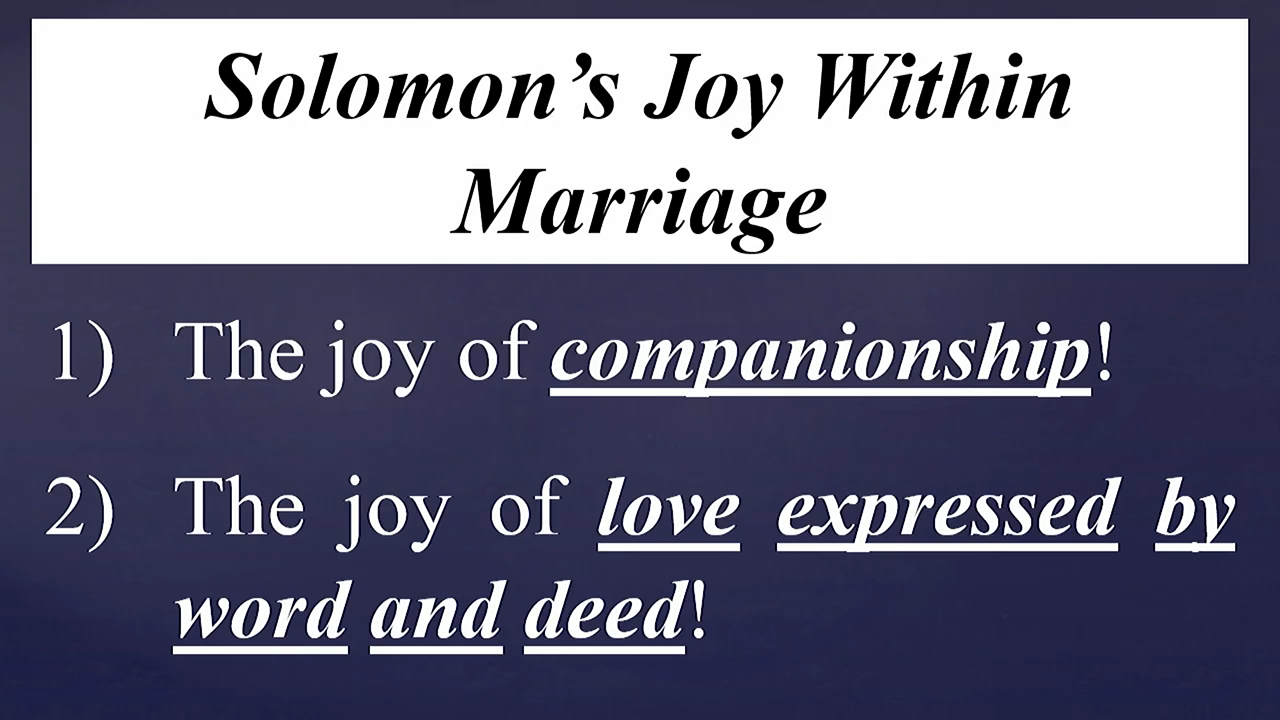 Solomon’s Joy Within
Marriage
1) The joy of companionship!
2) The joy of love expressed by
word and deed!